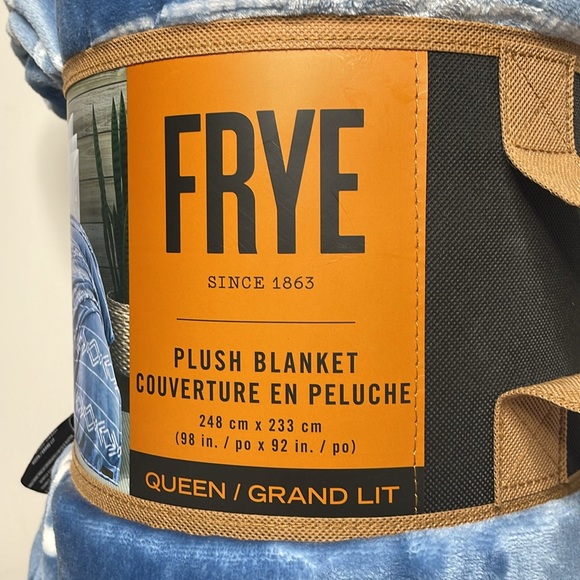 FRYE
SINCE 1863
PLUSH BLANKET
COUVERTURE EN PELUCHE
248 cm x 233 cm
(98 in. / po x 92 in. / po)
QUEEN / GRAND LIT